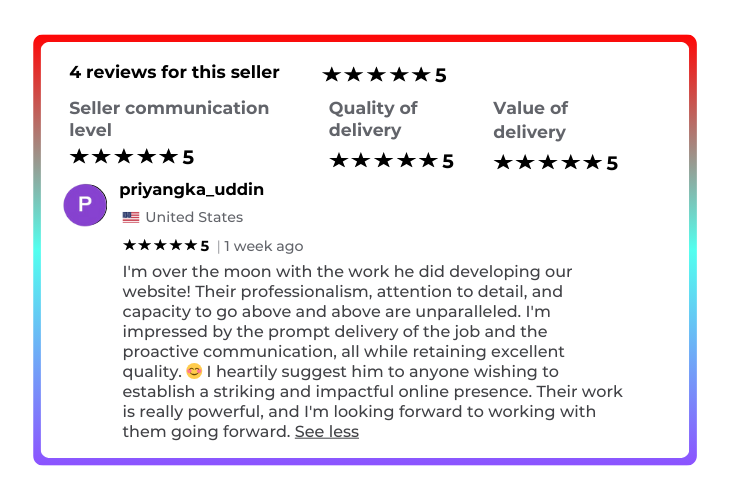 4 reviews for this seller ★★★★★ 5
Seller communication level
★★★★★ 5
Quality of delivery
★★★★★ 5
Value of delivery
★★★★★ 5
P
priyangka_uddin
United States
★★★★★ 5 | 1 week ago
I'm over the moon with the work he did developing our
website! Their professionalism, attention to detail, and
capacity to go above and above are unparalleled. I'm
impressed by the prompt delivery of the job and the
proactive communication, all while retaining excellent
quality. 😊 I heartily suggest him to anyone wishing to
establish a striking and impactful online presence. Their work
is really powerful, and I'm looking forward to working with
them going forward. See less